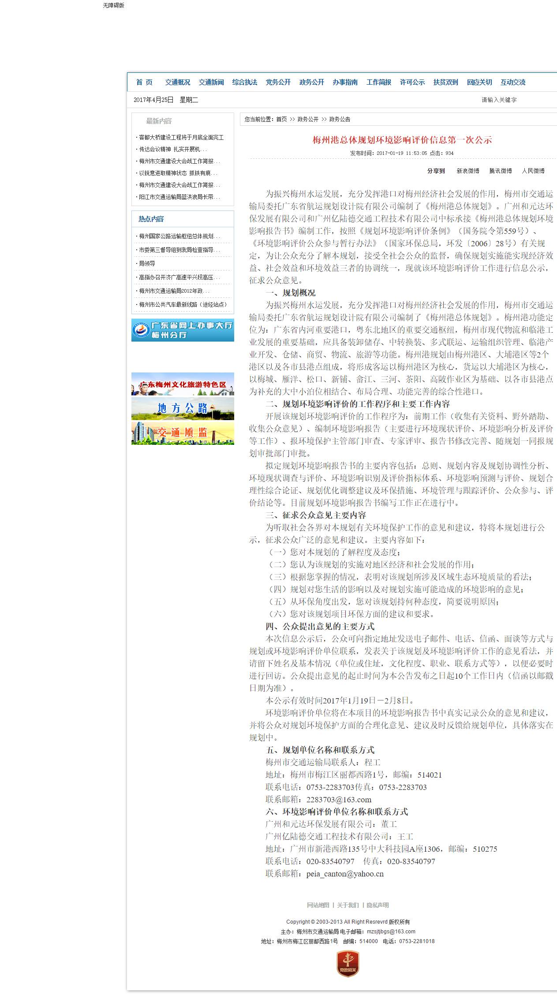 无障碍版
首 页 交通概况 交通新闻 综合执法 党务公开 政务公开 办事指南 工作简报 许可公示 扶贫双到 回应关切 互动交流
2017年4月25日 星期二 请输入关键字
最新内容
·客都大桥建设工程将于月底全面完工
·传达会议精神 扎实开展机...
·梅州市交通建设大会战工作简报...
·以锐意进取精神状态 抓铁有痕...
·梅州市交通建设大会战工作简报...
·阳江市交通运输局蓝洪浪局长带...
热点内容
·梅州国家公路运输枢纽总体规划...
·市委第三督导组到我局检查指导...
·局领导
·高指办召开济广高速平兴段高压...
·梅州市交通运输局2012年政...
·梅州市公共汽车最新线路（途经站点）
广东省网上办事大厅
梅州分厅
广东梅州文化旅游特色区
地方公路
交通质监
您当前位置：首页 >> 政务公开 >> 政务公告
梅州港总体规划环境影响评价信息第一次公示
发布时间：2017-01-19 11:53:05 点击：934
分享到 新浪微博 腾讯微博 人民微博
为振兴梅州水运发展，充分发挥港口对梅州经济社会发展的作用，梅州市交通运
输局委托广东省航运规划设计院有限公司编制了《梅州港总体规划》。广州和元达环
保发展有限公司和广州亿陆德交通工程技术有限公司中标承接《梅州港总体规划环境
影响报告书》编制工作，按照《规划环境影响评价条例》（国务院令第559号）、
《环境影响评价公众参与暂行办法》（国家环保总局，环发〔2006〕28号）有关规
定，为让公众充分了解本规划，接受全社会公众的监督，确保规划实施能实现经济效
益、社会效益和环境效益三者的协调统一，现就该环境影响评价工作进行信息公示，
征求公众意见。
一、规划概况
为振兴梅州水运发展，充分发挥港口对梅州经济社会发展的作用，梅州市交通运
输局委托广东省航运规划设计院有限公司编制了《梅州港总体规划》。梅州港功能定
位为：广东省内河重要港口，粤东北地区的重要交通枢纽，梅州市现代物流和临港工
业发展的重要基础，应具备装卸储存、中转换装、多式联运、运输组织管理、临港产
业开发、仓储、商贸、物流、旅游等功能。梅州港规划由梅州港区、大埔港区等2个
港区以及各市县港点组成，将形成客运以梅州港区为核心，货运以大埔港区为核心，
以梅城、雁洋、松口、新铺、畲江、三河、茶阳、高陂作业区为基础、以各市县港点
为补充的大中小泊位相结合、布局合理、功能完善的综合性港口。
二、规划环境影响评价的工作程序和主要工作内容
开展该规划环境影响评价的工作程序为：前期工作（收集有关资料、野外踏勘、
收集公众意见）、编制环境影响报告（主要进行环境现状评价、环境影响分析及评价
等工作）、报环境保护主管部门审查、专家评审、报告书修改完善、随规划一同报规
划审批部门审批。
拟定规划环境影响报告书的主要内容包括：总则、规划内容及规划协调性分析、
环境现状调查与评价、环境影响识别及评价指标体系、环境影响预测与评价、规划合
理性综合论证、规划优化调整建议及环保措施、环境管理与跟踪评价、公众参与、评
价结论等。目前规划环境影响报告书编写工作正在进行中。
三、征求公众意见主要内容
为听取社会各界对本规划有关环境保护工作的意见和建议，特将本规划进行公
示，征求公众广泛的意见和建议。主要内容如下：
（一）您对本规划的了解程度及态度；
（二）您认为该规划的实施对地区经济和社会发展的作用；
（三）根据您掌握的情况，表明对该规划所涉及区域生态环境质量的看法；
（四）规划对您生活的影响以及对规划实施可能造成的环境影响的意见；
（五）从环保角度出发，您对该规划持何种态度，简要说明原因；
（六）您对该规划项目环保方面的建议和要求。
四、公众提出意见的主要方式
本次信息公示后，公众可向指定地址发送电子邮件、电话、信函、面谈等方式与
规划或环境影响评价单位联系，发表关于该规划及环境影响评价工作的意见看法，并
请留下姓名及基本情况（单位或住址，文化程度、职业、联系方式等），以便必要时
进行回访。公众提出意见的起止时间为本公告发布之日起10个工作日内（信函以邮戳
日期为准）。
本公示有效时间2017年1月19日－2月8日。
环境影响评价单位将在本项目的环境影响报告书中真实记录公众的意见和建议，
并将公众对规划环境保护方面的合理化意见、建议及时反馈给规划单位，具体落实在
规划中。
五、规划单位名称和联系方式
梅州市交通运输局联系人：程工
地址：梅州市梅江区丽都西路1号，邮编：514021
联系电话：0753-2283703传真：0753-2283703
联系邮箱：2283703@163.com
六、环境影响评价单位名称和联系方式
广州和元达环保发展有限公司：董工
广州亿陆德交通工程技术有限公司：王工
地址：广州市新港西路135号中大科技园A座1306，邮编：510275
联系电话：020-83540797 传真：020-83540797
联系邮箱：peia_canton@yahoo.cn
网站地图 | 关于我们 | 隐私声明
Copyright © 2003-2013 All Right Resrevrd 版权所有
主办：梅州市交通运输局 电子邮箱：mzsjtjbgs@163.com
地址：梅州市梅江区丽都西路1号 邮编：514000 电话：0753-2281018
党政机关